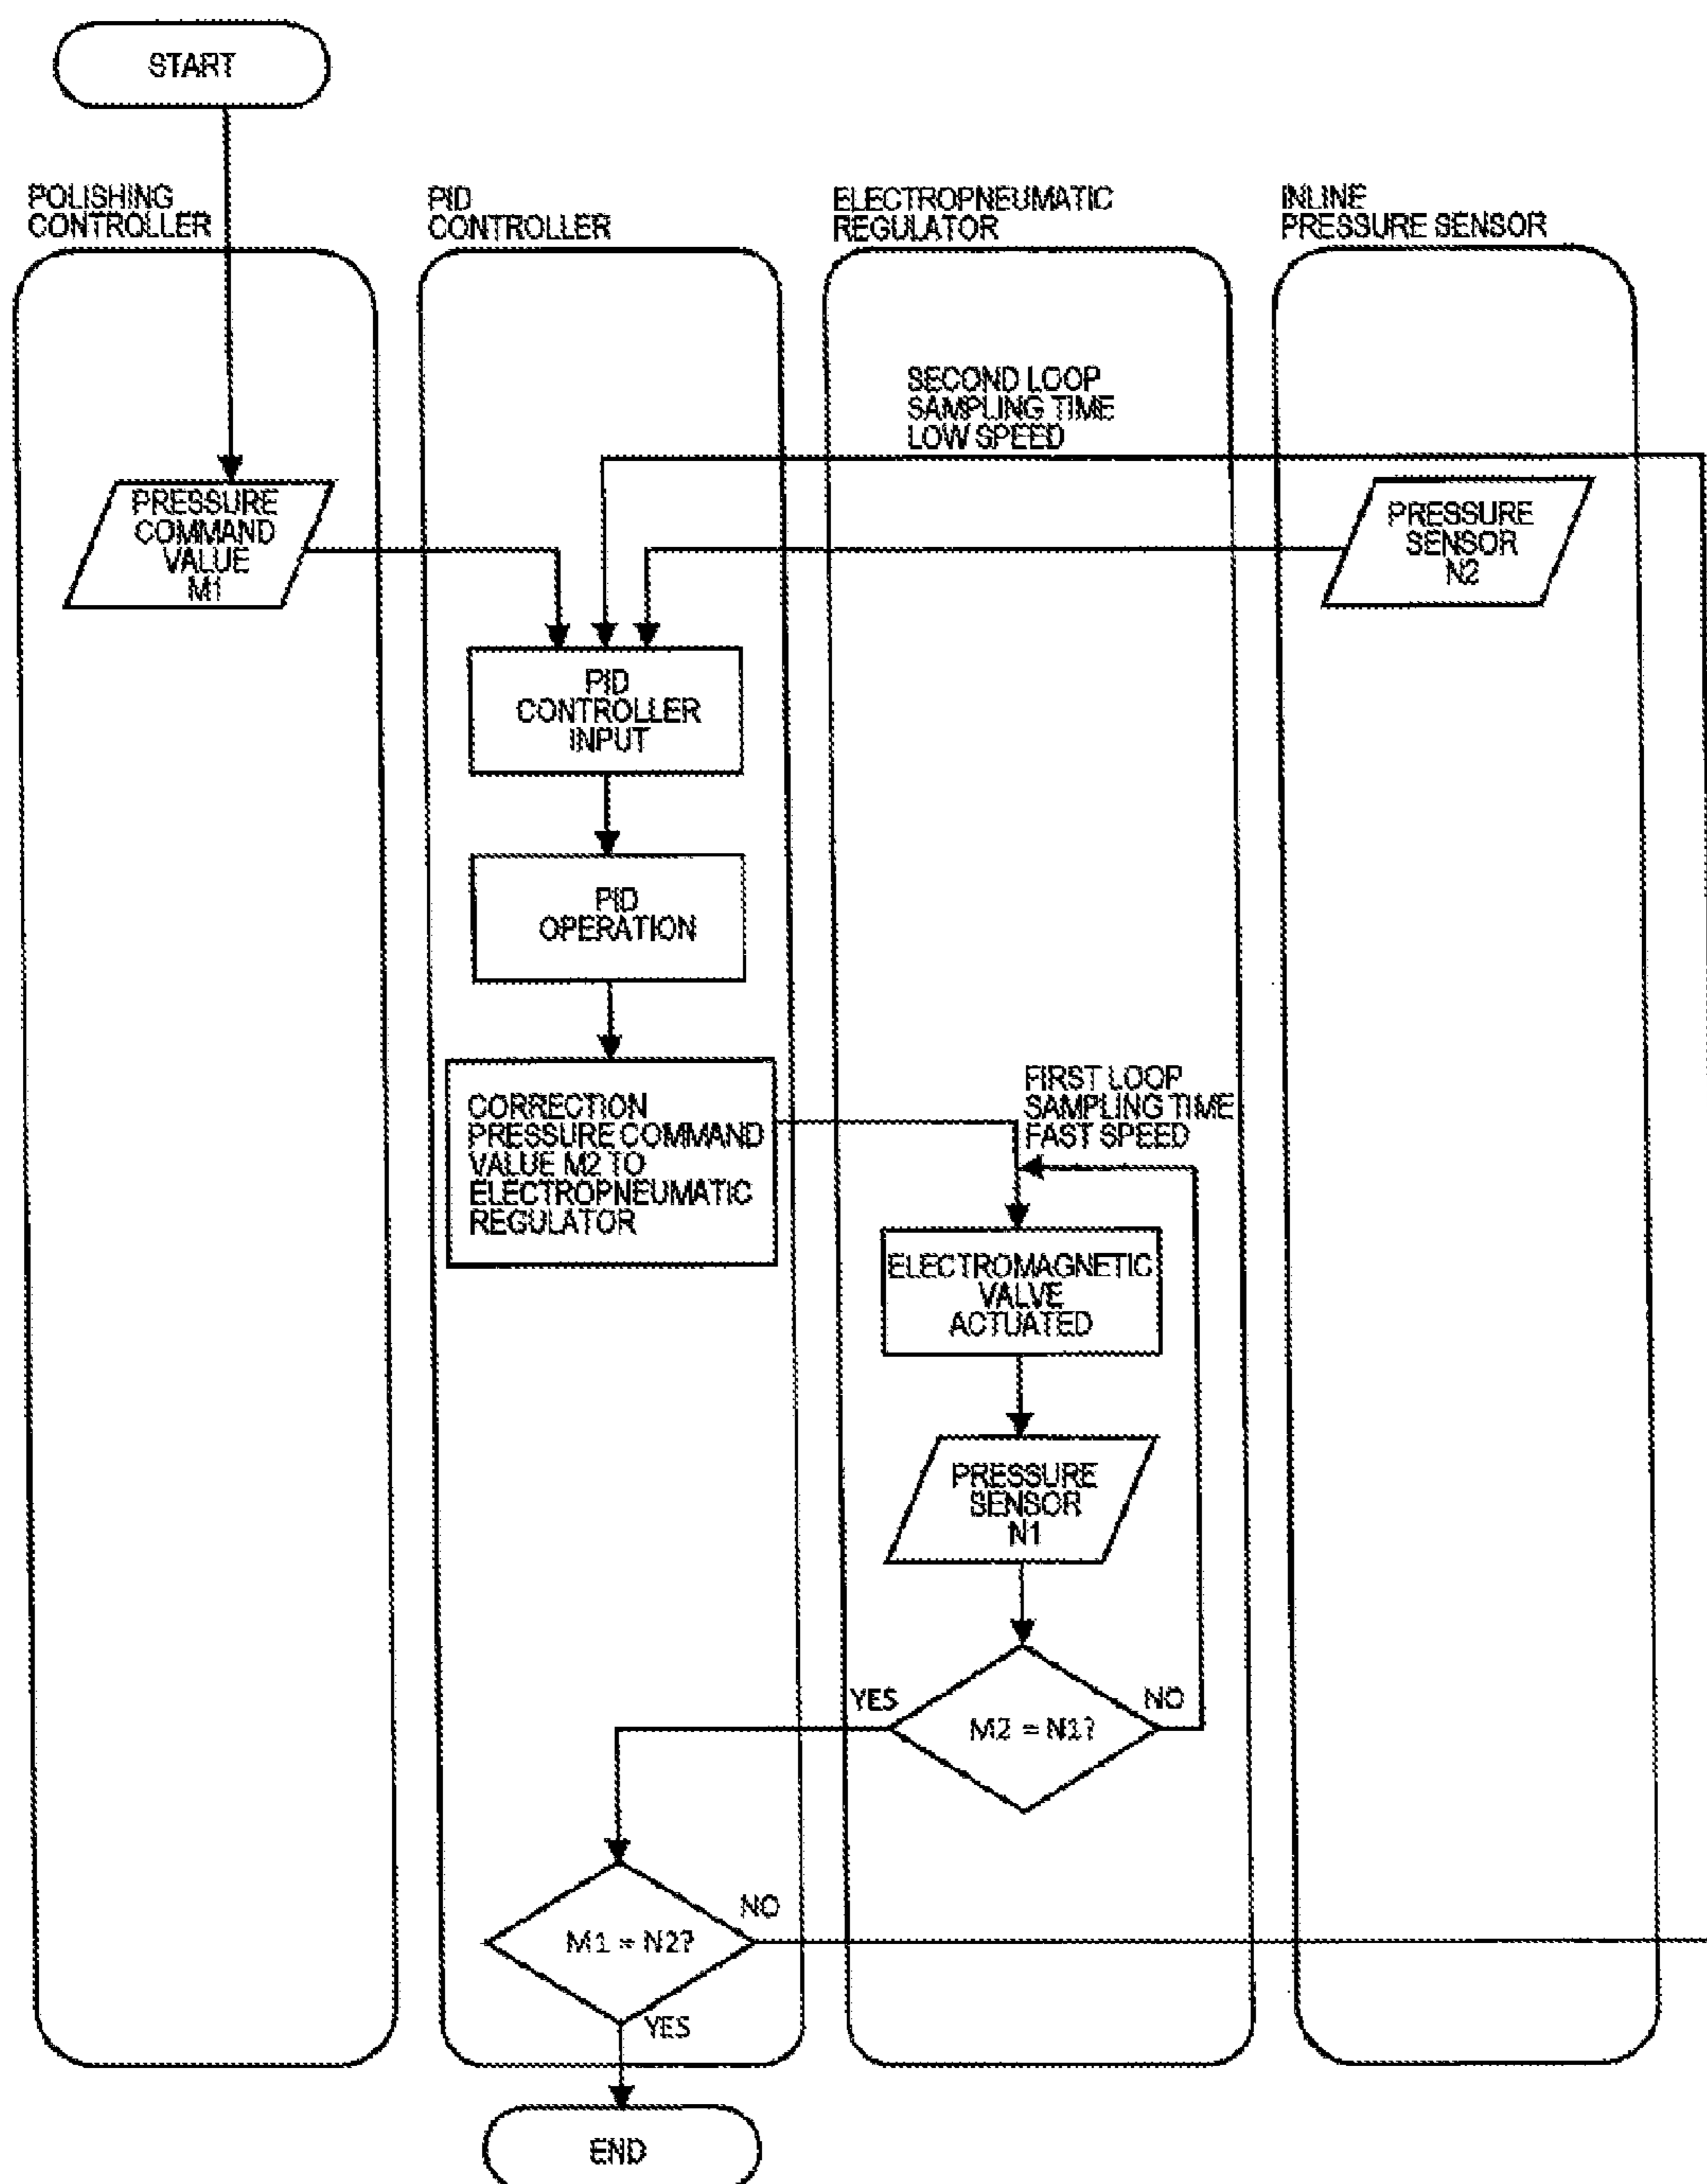 START
POLISHING
CONTROLLER
PID
CONTROLLER
ELECTROPNEUMATIC
REGULATOR
INLINE
PRESSURE SENSOR
SECOND LOOP
SAMPLING TIME
LOW SPEED
PRESSURE
COMMAND
VALUE
M1
PRESSURE
SENSOR
N2
PID
CONTROLLER
INPUT
PID
OPERATION
CORRECTION
PRESSURE COMMAND
VALUE M2 TO
ELECTROPNEUMATIC
REGULATOR
FIRST LOOP
SAMPLING TIME
FAST SPEED
ELECTROMAGNETIC
VALVE
ACTUATED
PRESSURE
SENSOR
N1
YES
NO
M2 = N1?
NO
M1 = N2?
YES
END